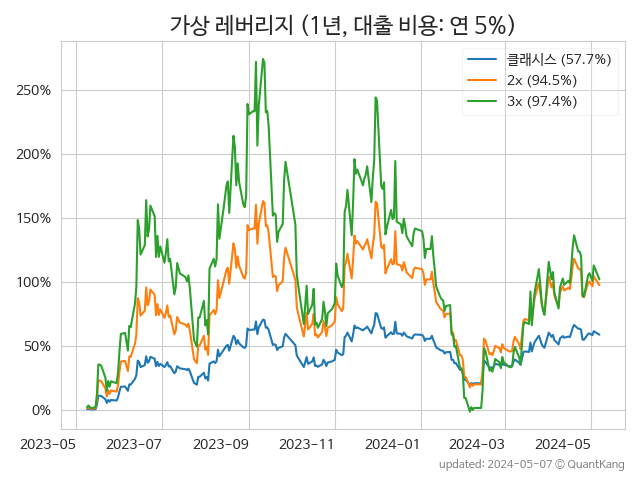 가상 레버리지 (1년, 대출 비용: 연 5%)
클래시스 (57.7%)
2x (94.5%)
3x (97.4%)
250%
200%
150%
100%
50%
0%
2023-05
2023-07
2023-09
2023-11
2024-01
2024-03
2024-05
updated: 2024-05-07 © QuantKang